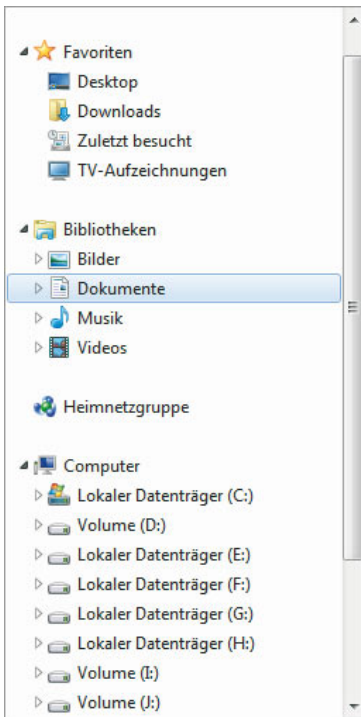 Favoriten
Desktop
Downloads
Zuletzt besucht
TV-Aufzeichnungen
Bibliotheken
Bilder
Dokumente
Musik
Videos
Heimnetzgruppe
Computer
Lokaler Datenträger (C:)
Volume (D:)
Lokaler Datenträger (E:)
Lokaler Datenträger (F:)
Lokaler Datenträger (G:)
Lokaler Datenträger (H:)
Volume (I:)
Volume (J:)